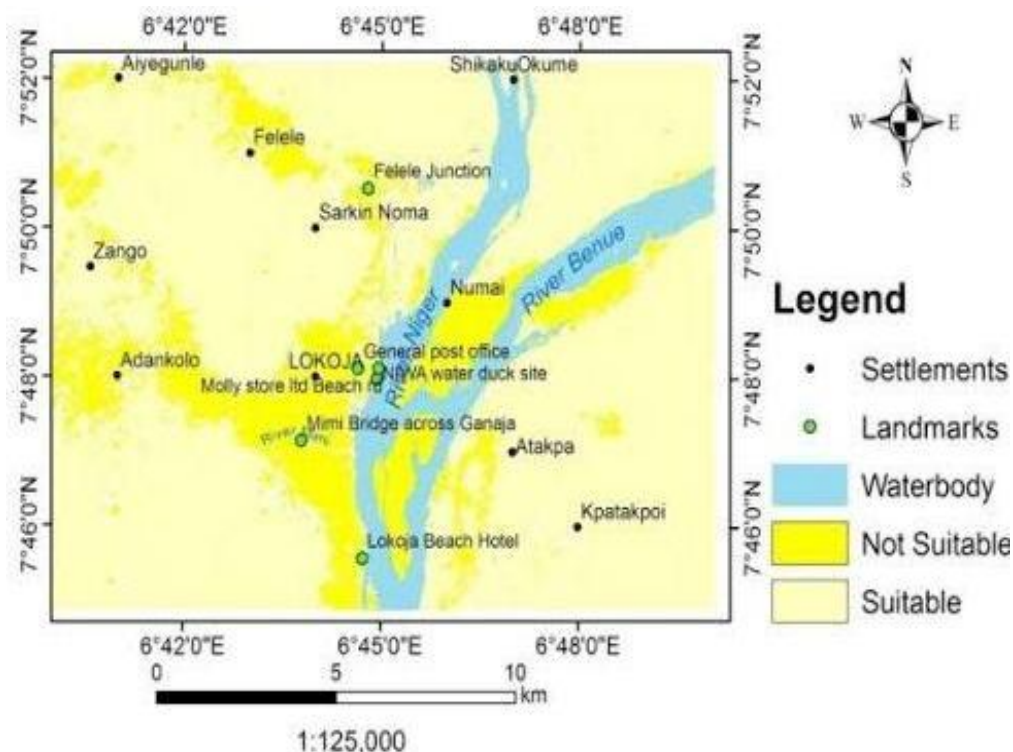 6°42'0"E 6°45'0"E 6°48'0"E
7°52'0"N
7°50'0"N
7°48'0"N
7°46'0"N
Aiyegunle
ShikakuOkume
Felele
Felele Junction
Sarkin Noma
Zango
Numai
River Benue
Niger
Adankolo
LOKOJA
General post office
NIWA water duck site
Molly store ltd Beach
Mimi Bridge across Ganaja
River
Atakpa
Kpatakpoi
Lokoja Beach Hotel
7°52'0"N
7°50'0"N
7°48'0"N
7°46'0"N
6°42'0"E 6°45'0"E 6°48'0"E
0 5 10
km
1:125,000
N
W E
S
Legend
Settlements
Landmarks
Waterbody
Not Suitable
Suitable